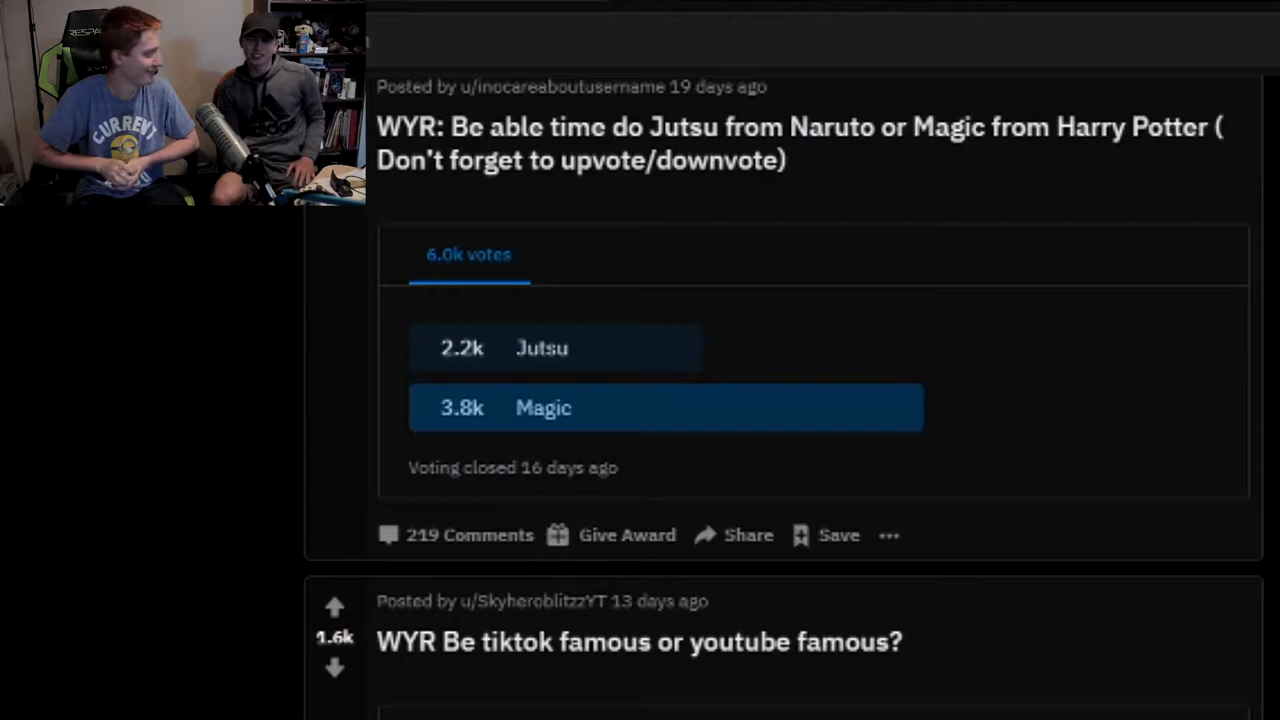 RESPA
CURRENT
Posted by u/inocareaboutusername 19 days ago
WYR: Be able time do Jutsu from Naruto or Magic from Harry Potter (
Don't forget to upvote/downvote)
6.0k votes
2.2k Jutsu
3.8k Magic
Voting closed 16 days ago
219 Comments Give Award Share Save ...
Posted by u/SkyheroblitzzYT 13 days ago
1.6k
WYR Be tiktok famous or youtube famous?